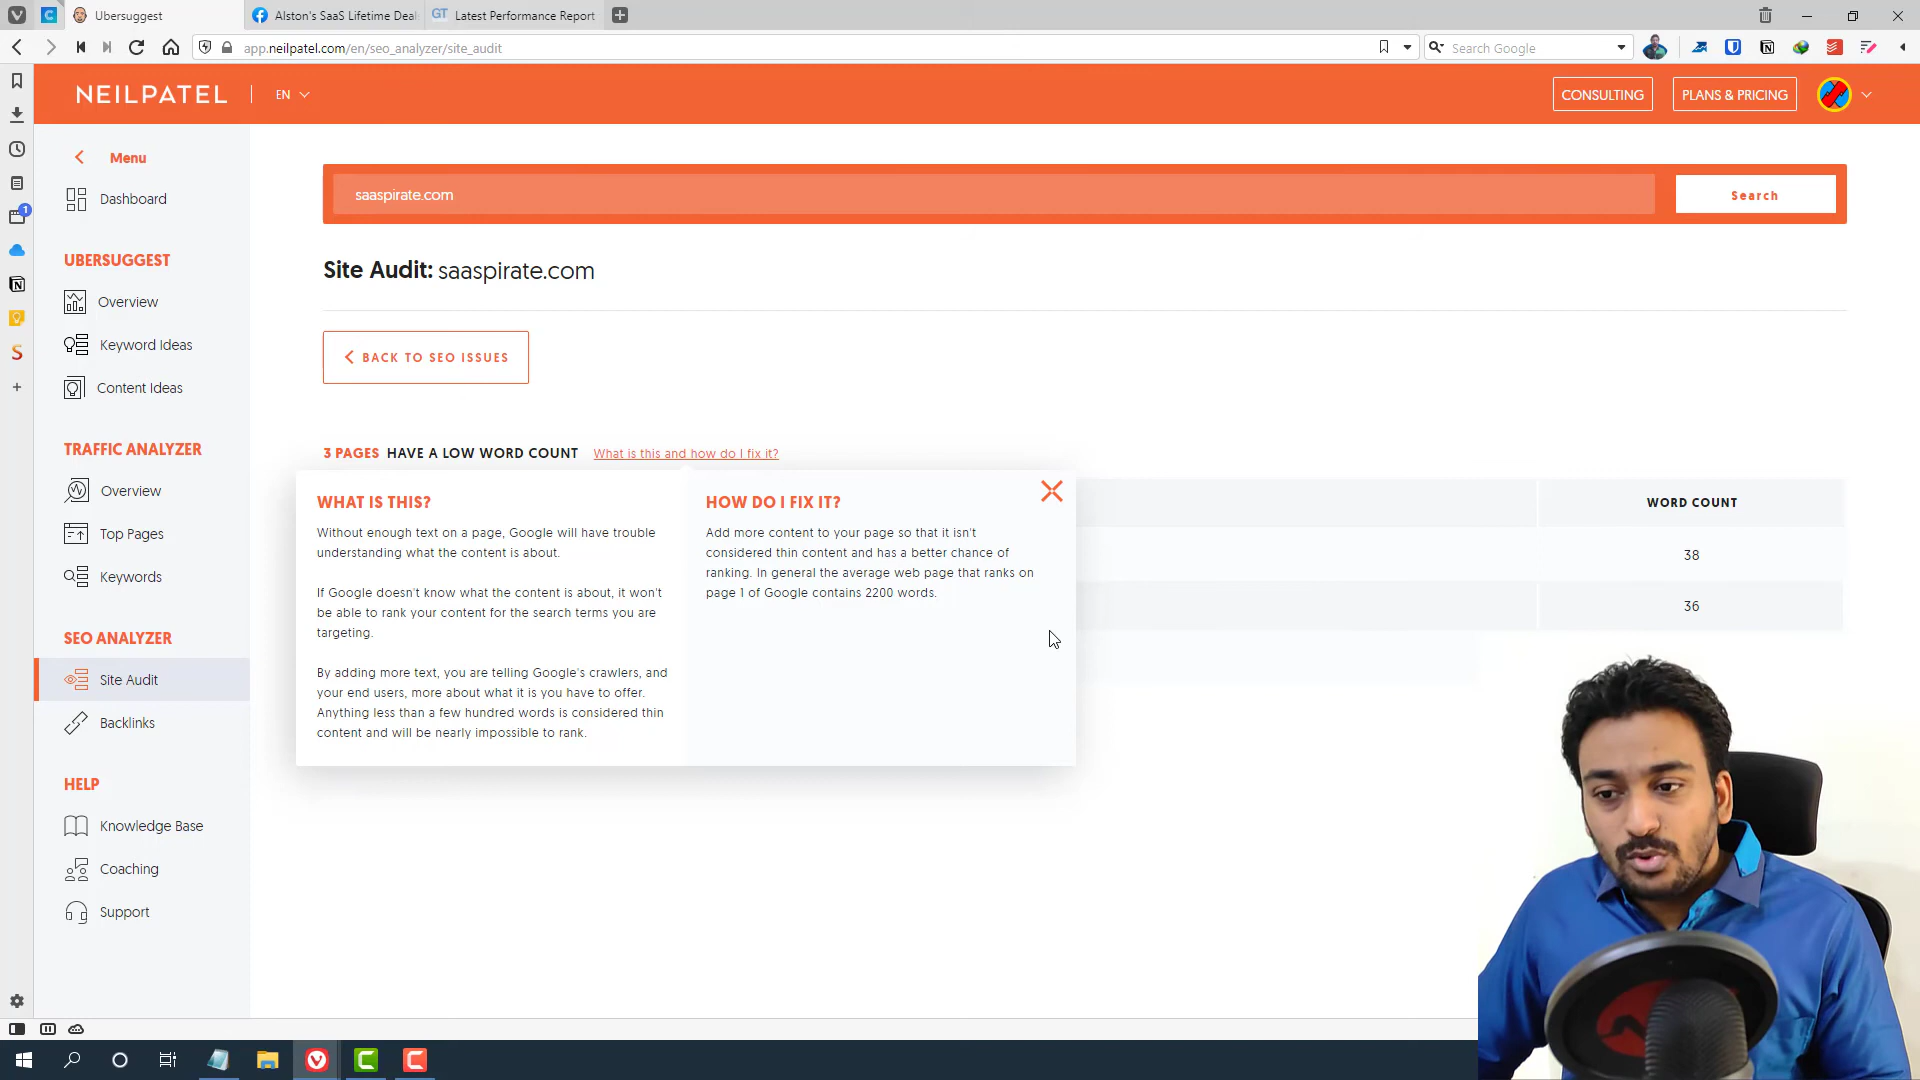 Ubersuggest
Alston's SaaS Lifetime Deal
GT Latest Performance Report
app.neilpatel.com/en/seo_analyzer/site_audit
Search Google
NEILPATEL
EN
CONSULTING
PLANS & PRICING
Menu
Dashboard
UBERSUGGEST
Overview
Keyword Ideas
Content Ideas
TRAFFIC ANALYZER
Overview
Top Pages
Keywords
SEO ANALYZER
Site Audit
Backlinks
HELP
Knowledge Base
Coaching
Support
saaspirate.com
Search
Site Audit: saaspirate.com
BACK TO SEO ISSUES
3 PAGES HAVE A LOW WORD COUNT What is this and how do I fix it?
WHAT IS THIS?
Without enough text on a page, Google will have trouble
understanding what the content is about.
If Google doesn't know what the content is about, it won't
be able to rank your content for the search terms you are
targeting.
By adding more text, you are telling Google's crawlers, and
your end users, more about what it is you have to offer.
Anything less than a few hundred words is considered thin
content and will be nearly impossible to rank.
HOW DO I FIX IT?
Add more content to your page so that it isn't
considered thin content and has a better chance of
ranking. In general the average web page that ranks on
page 1 of Google contains 2200 words.
WORD COUNT
38
36
1